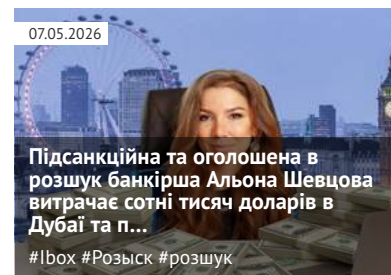 07.05.2026
Підсанкційна та оголошена в
розшук банкірша Альона Шевцова
витрачає сотні тисяч доларів в
Дубаї та п...
#Ibox #Розыск #розшук